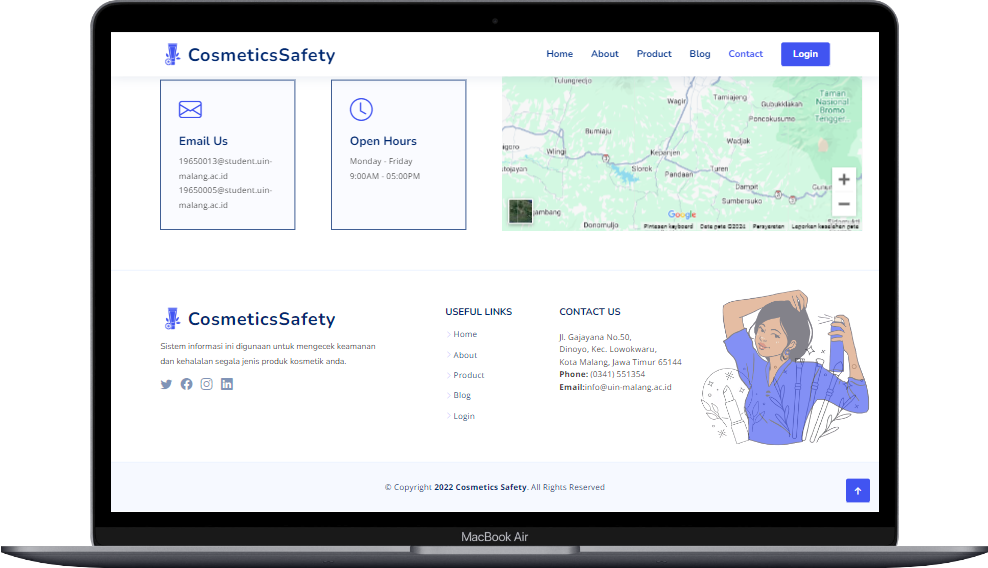 CosmeticsSafety
Home About Product Blog Contact Login
Email Us
19650013@student.uin-
malang.ac.id
19650005@student.uin-
malang.ac.id
Open Hours
Monday - Friday
9:00AM - 05:00PM
Tulungrejo
Wagir
Tamiajeng
Gubukklakah
Taman
Nasional
Bromo
Tengger...
Poncokusumo
Bumiaju
Wadjak
Wlingi
Kepanjen
Slorok
Pandaan
Turen
Dampit
Sumbersuko
Donomuljo
Google
Pintasan keyboard Data peta ©2024 Persyaratan Laporkan kesalahan peta
CosmeticsSafety
Sistem informasi ini digunaan untuk mengecek keamanan
dan kehalalan segala jenis produk kosmetik anda.
USEFUL LINKS
Home
About
Product
Blog
Login
CONTACT US
Jl. Gajayana No.50,
Dinoyo, Kec. Lowokwaru,
Kota Malang, Jawa Timur 65144
Phone: (0341) 551354
Email:info@uin-malang.ac.id
© Copyright 2022 Cosmetics Safety. All Rights Reserved
MacBook Air